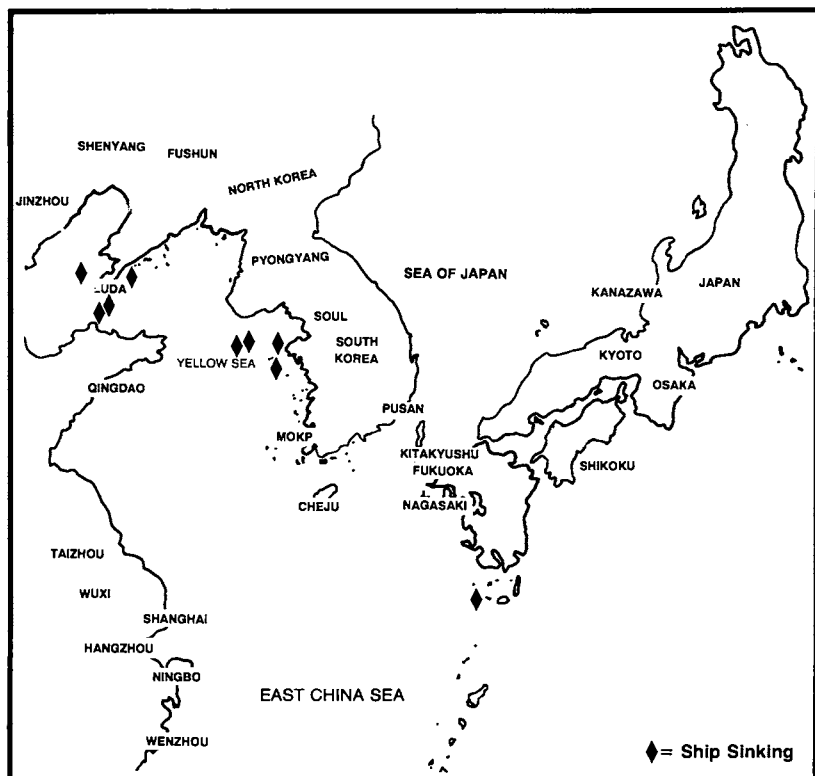 SHENYANG
FUSHUN
NORTH KOREA
JINZHOU
PYONGYANG
SEA OF JAPAN
LUDA
KANAZAWA
JAPAN
SOUL
SOUTH
KOREA
YELLOW SEA
KYOTO
QINGDAO
OSAKA
PUSAN
MOKP
KITAKYUSHU
FUKUOKA
SHIKOKU
CHEJU
NAGASAKI
TAIZHOU
WUXI
SHANGHAI
HANGZHOU
NINGBO
EAST CHINA SEA
WENZHOU
= Ship Sinking